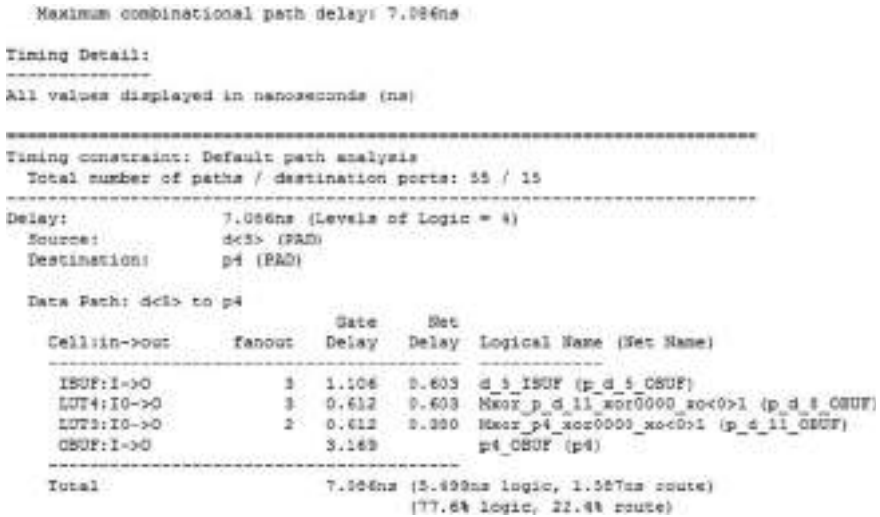 Maximum combinational path delay: 7.086ns
Timing Detail:
--------------
All values displayed in nanoseconds (ns)
=========================================================================
Timing constraint: Default path analysis
Total number of paths / destination ports: 55 / 15
-------------------------------------------------------------------------
Delay: 7.086ns (Levels of Logic = 4)
Source: d<5> (PAD)
Destination: p4 (PAD)
Data Path: d<5> to p4
Gate Net
Cell:in->out fanout Delay Delay Logical Name (Net Name)
---------------------------------------- ------------
IBUF:I->O 3 1.106 0.603 d_5_IBUF (p_d_5_OBUF)
LUT4:I0->O 3 0.612 0.603 Mxor_p_d_11_xor0000_xo<0>1 (p_d_8_OBUF)
LUT3:I0->O 2 0.612 0.380 Mxor_p4_xor0000_xo<0>1 (p_d_11_OBUF)
OBUF:I->O 3.169 p4_OBUF (p4)
----------------------------------------
Total 7.086ns (5.499ns logic, 1.587ns route)
(77.6% logic, 22.4% route)